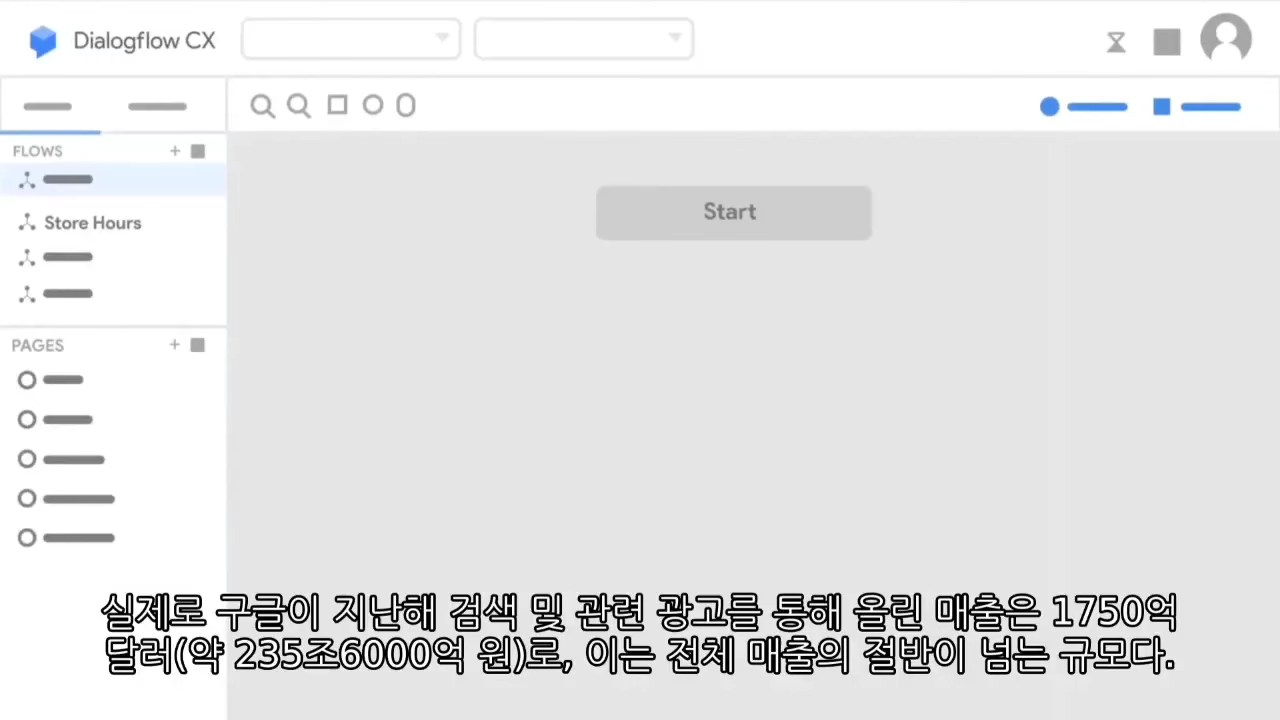 Dialogflow CX
FLOWS
Store Hours
PAGES
Start
실제로 구글이 지난해 검색 및 관련 광고를 통해 올린 매출은 1750억
달러(약 235조6000억 원)로, 이는 전체 매출의 절반이 넘는 규모다.